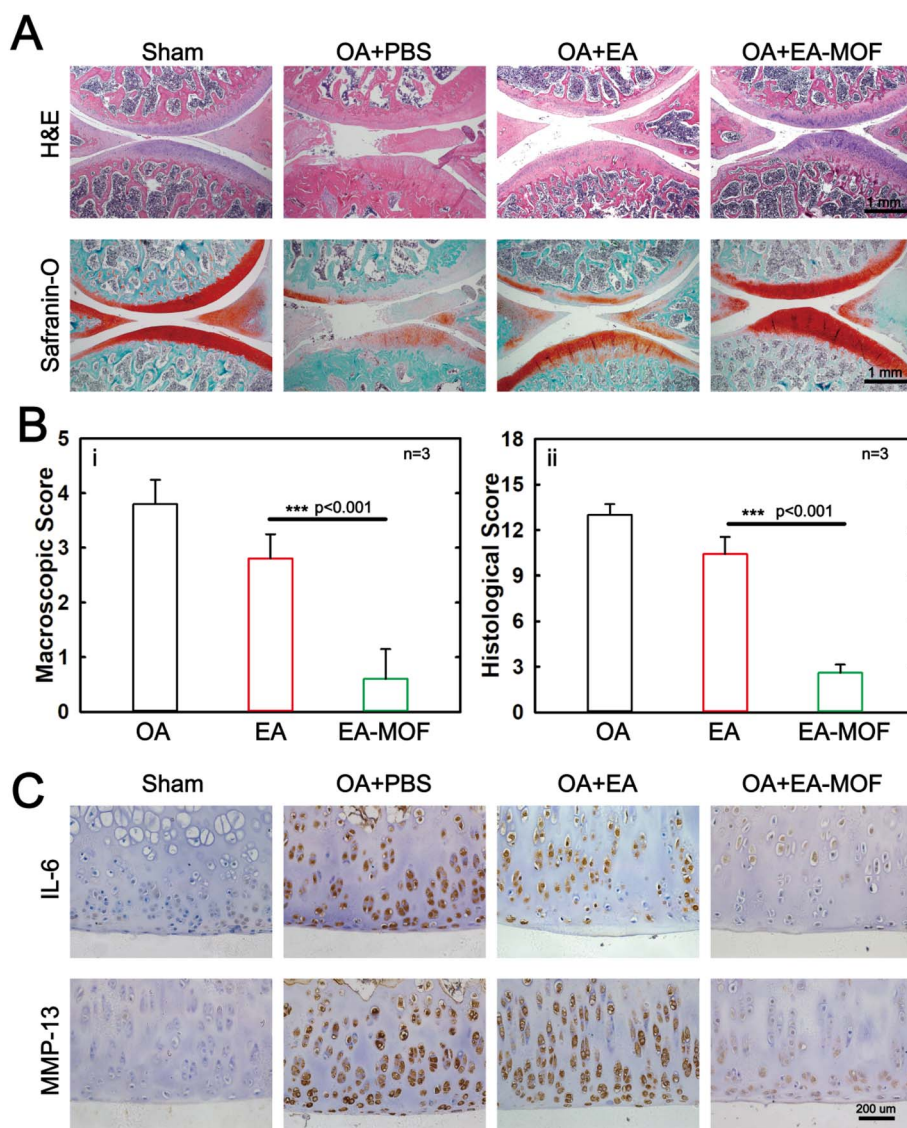 A
Sham OA+PBS OA+EA OA+EA-MOF
H&E
1 mm
Safranin-O
1 mm
B
5
4
3
2
1
0
Macroscopic Score
i
n=3
*** p<0.001
OA EA EA-MOF
18
15
12
9
6
3
0
Histological Score
ii
n=3
*** p<0.001
OA EA EA-MOF
C
Sham OA+PBS OA+EA OA+EA-MOF
IL-6
MMP-13
200 um